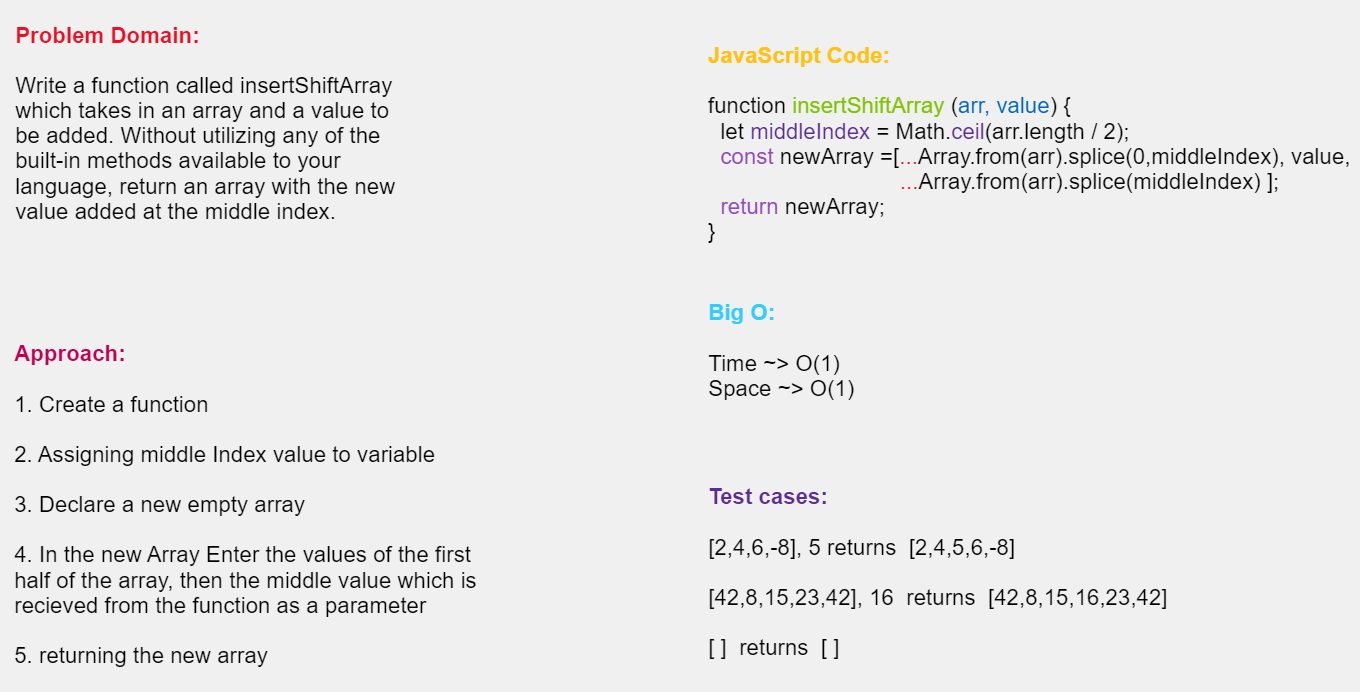 Problem Domain:
Write a function called insertShiftArray
which takes in an array and a value to
be added. Without utilizing any of the
built-in methods available to your
language, return an array with the new
value added at the middle index.
Approach:
1. Create a function
2. Assigning middle Index value to variable
3. Declare a new empty array
4. In the new Array Enter the values of the first
half of the array, then the middle value which is
recieved from the function as a parameter
5. returning the new array
JavaScript Code:
function insertShiftArray (arr, value) {
let middleIndex = Math.ceil(arr.length / 2);
const newArray =[...Array.from(arr).splice(0,middleIndex), value,
...Array.from(arr).splice(middleIndex) ];
return newArray;
}
Big O:
Time ~> O(1)
Space ~> O(1)
Test cases:
[2,4,6,-8], 5 returns  [2,4,5,6,-8]
[42,8,15,23,42], 16  returns  [42,8,15,16,23,42]
[ ]  returns  [ ]